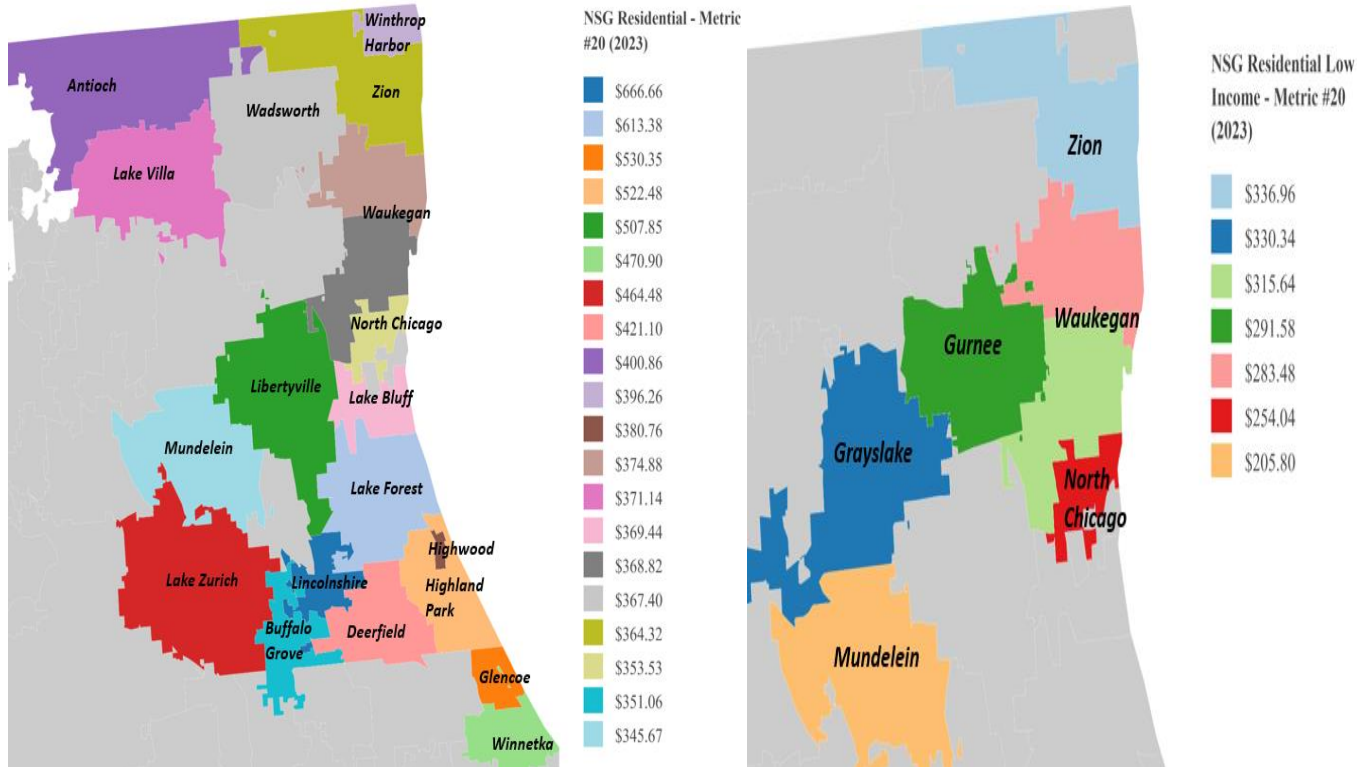 Winthrop
Harbor
Antioch
Zion
Wadsworth
Lake Villa
Waukegan
North Chicago
Libertyville
Lake Bluff
Mundelein
Lake Forest
Highwood
Lake Zurich
Lincolnshire
Highland
Park
Buffalo
Grove
Deerfield
Glencoe
Winnetka
NSG Residential - Metric
#20 (2023)
$666.66
$613.38
$530.35
$522.48
$507.85
$470.90
$464.48
$421.10
$400.86
$396.26
$380.76
$374.88
$371.14
$369.44
$368.82
$367.40
$364.32
$353.53
$351.06
$345.67
Zion
Waukegan
Gurnee
Grayslake
North
Chicago
Mundelein
NSG Residential Low
Income - Metric #20
(2023)
$336.96
$330.34
$315.64
$291.58
$283.48
$254.04
$205.80